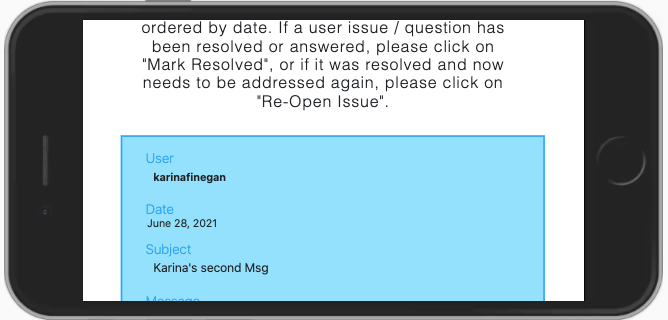 ordered by date. If a user issue / question has
been resolved or answered, please click on
"Mark Resolved", or if it was resolved and now
needs to be addressed again, please click on
"Re-Open Issue".
User
karinafinegan
Date
June 28, 2021
Subject
Karina's second Msg
Message